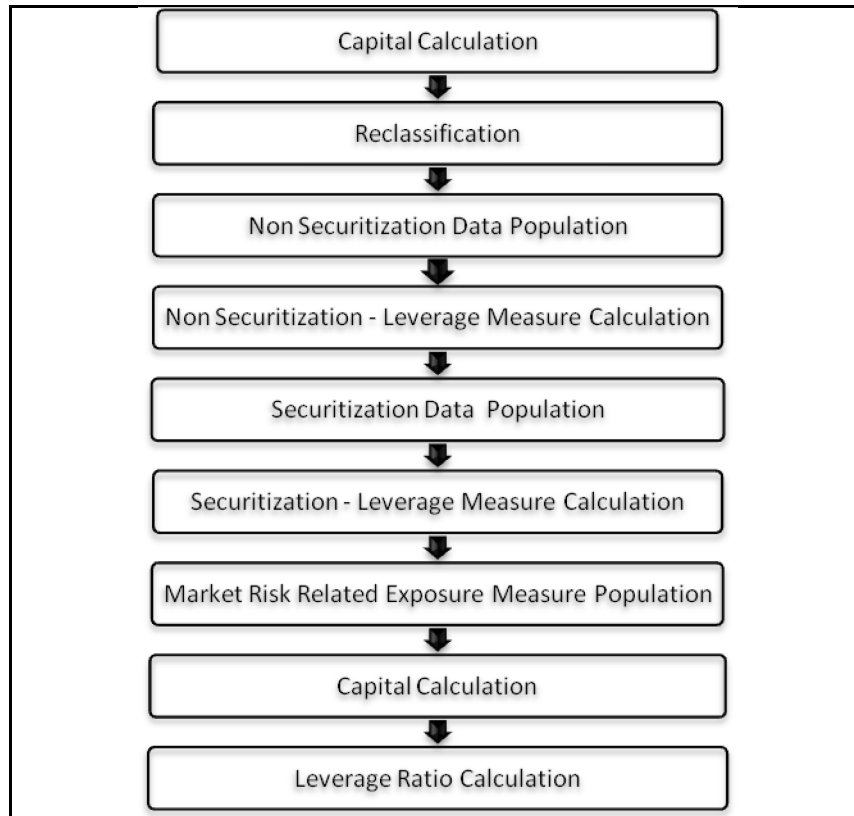 Capital Calculation
Reclassification
Non Securitization Data Population
Non Securitization - Leverage Measure Calculation
Securitization Data Population
Securitization - Leverage Measure Calculation
Market Risk Related Exposure Measure Population
Capital Calculation
Leverage Ratio Calculation